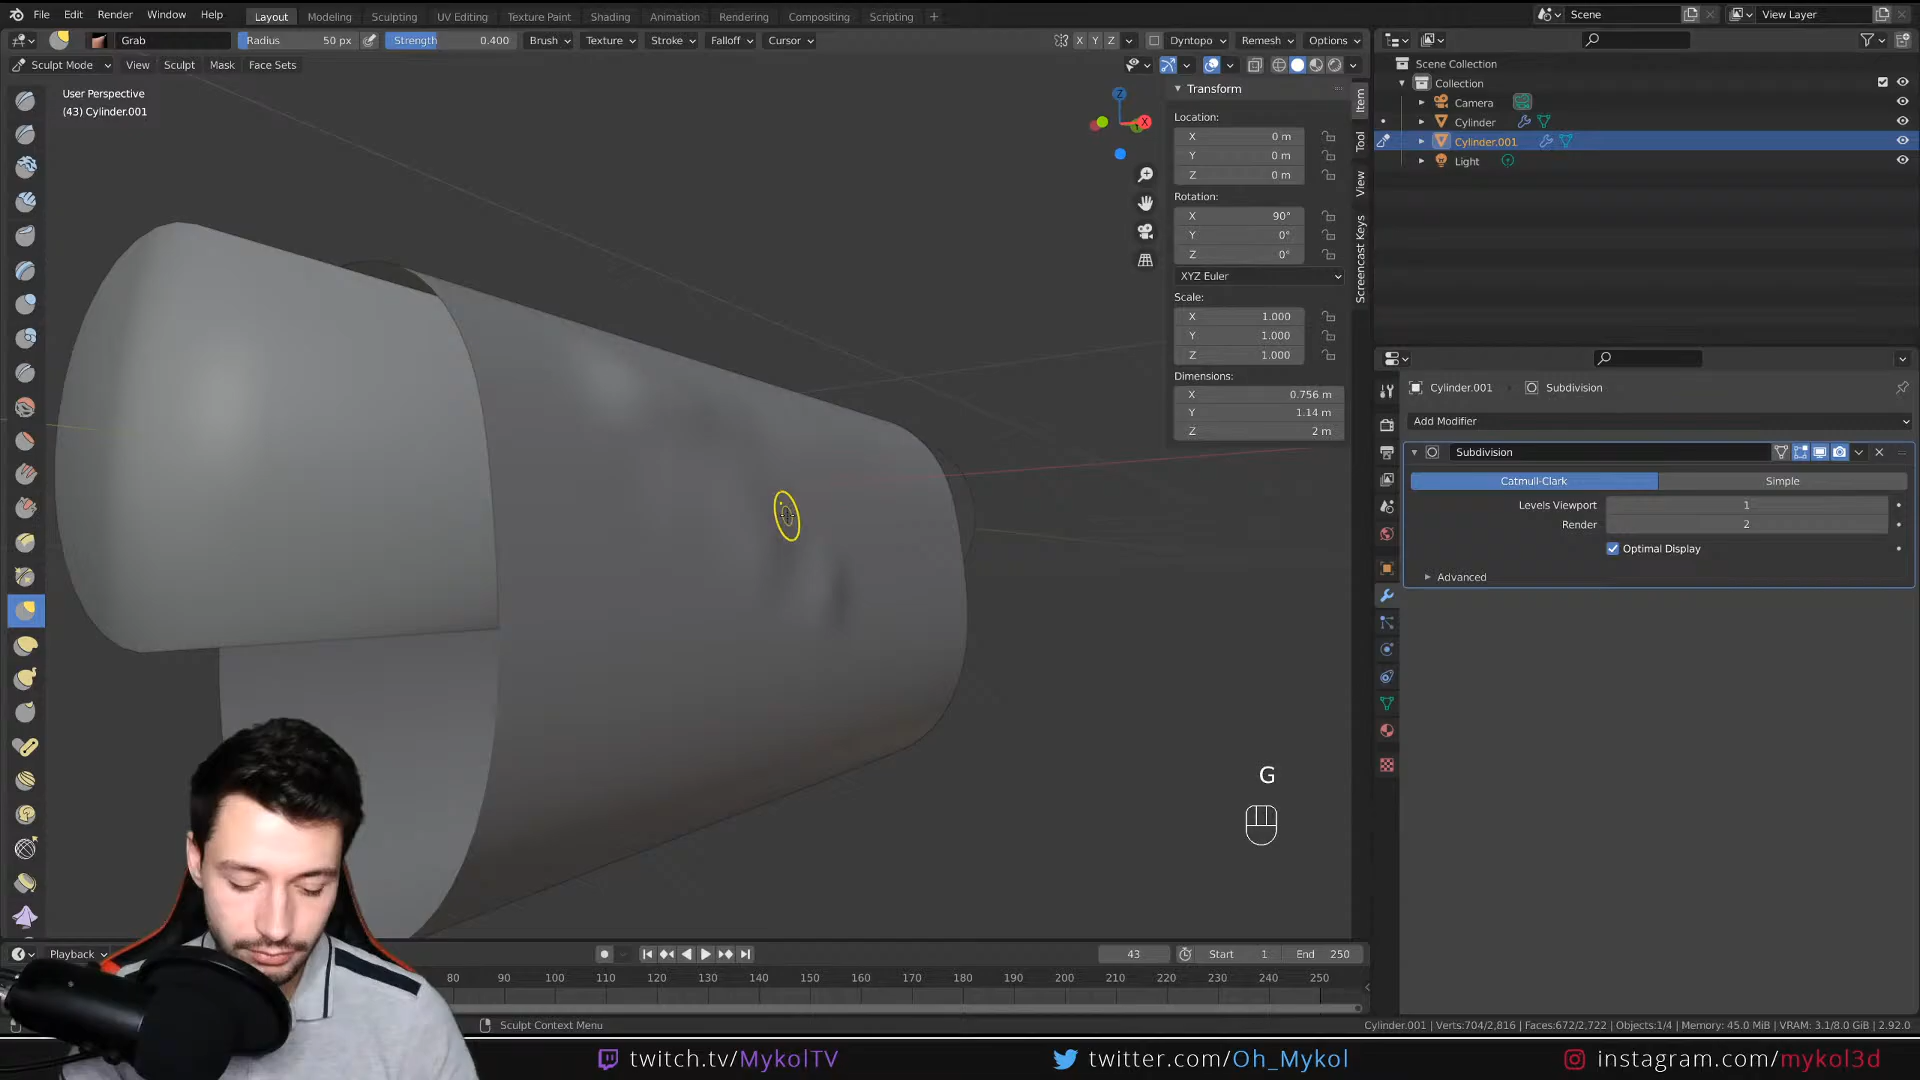 File Edit Render Window Help Layout Modeling Sculpting UV Editing Texture Paint Shading Animation Rendering Compositing Scripting + Scene View Layer
Grab Radius 50 px Strength 0.400 Brush Texture Stroke Falloff Cursor X Y Z Dyntopo Remesh Options
Sculpt Mode View Sculpt Mask Face Sets
User Perspective
(43) Cylinder.001
Z
X
Transform
Location:
X 0 m
Y 0 m
Z 0 m
Rotation:
X 90°
Y 0°
Z 0°
XYZ Euler
Scale:
X 1.000
Y 1.000
Z 1.000
Dimensions:
X 0.756 m
Y 1.14 m
Z 2 m
Item
Tool
View
Screencast Keys
Scene Collection
Collection
Camera
Cylinder
Cylinder.001
Light
Cylinder.001 Subdivision
Add Modifier
Subdivision
Catmull-Clark Simple
Levels Viewport 1
Render 2
Optimal Display
Advanced
G
Playback 43 Start 1 End 250
80 90 100 110 120 130 140 150 160 170 180 190 200 210 220 230 240 250
Sculpt Context Menu Cylinder.001 | Verts:704/2,816 | Faces:672/2,722 | Objects:1/4 | Memory: 45.0 MiB | VRAM: 3.1/8.0 GiB | 2.92.0
twitch.tv/MykolTV twitter.com/Oh_Mykol instagram.com/mykol3d